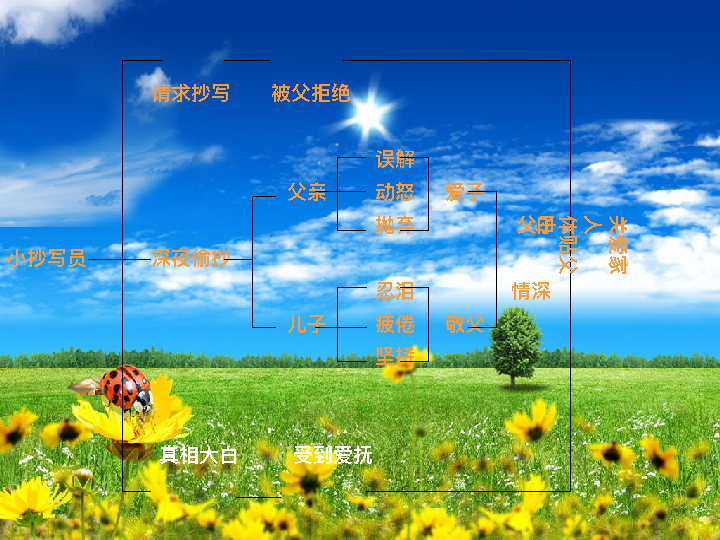 请求抄写 被父拒绝
误解
父亲 动怒 爱子
抛弃
小抄写员 深夜偷抄
忍泪 情深
儿子 疲倦 敬父
坚持
真相大白 受到爱抚
体贴父
关爱家
人